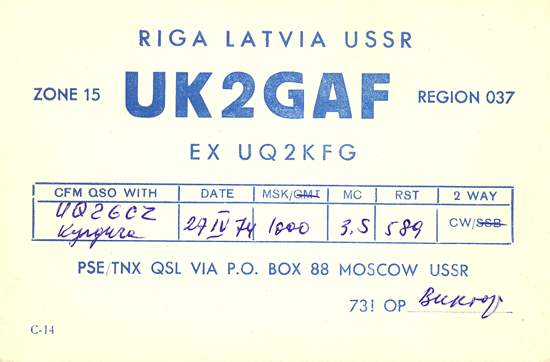 RIGA LATVIA USSR
ZONE 15 UK2GAF REGION 037
EX UQ2KFG
CFM QSO WITH DATE MSK/GMT MC RST 2 WAY
UQ2GCZ 27 IV 74 1800 3,5 589 CW/SSB
PSE/TNX QSL VIA P.O. BOX 88 MOSCOW USSR
73! OP Виктор
C-14